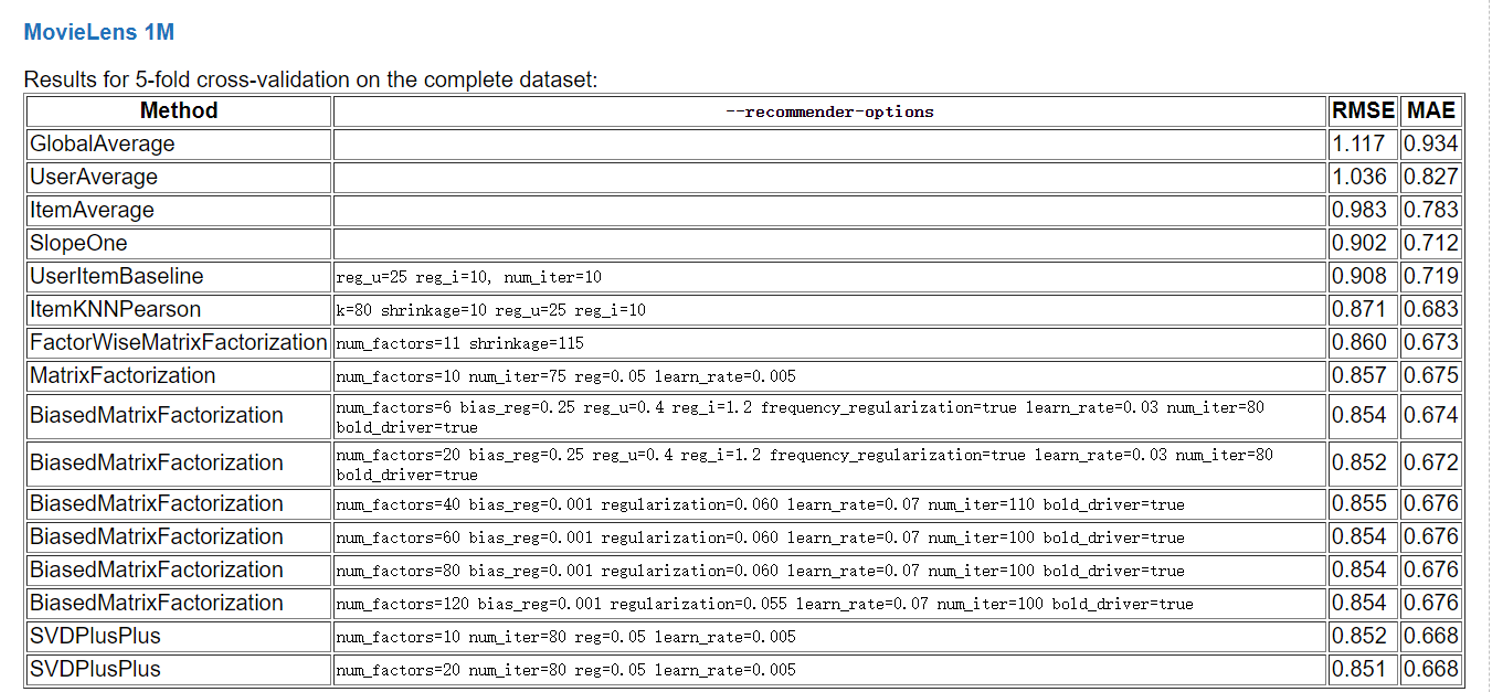 MovieLens 1M
Results for 5-fold cross-validation on the complete dataset:
Method --recommender-options RMSE MAE
GlobalAverage 1.117 0.934
UserAverage 1.036 0.827
ItemAverage 0.983 0.783
SlopeOne 0.902 0.712
UserItemBaseline reg_u=25 reg_i=10, num_iter=10 0.908 0.719
ItemKNNPearson k=80 shrinkage=10 reg_u=25 reg_i=10 0.871 0.683
FactorWiseMatrixFactorization num_factors=11 shrinkage=115 0.860 0.673
MatrixFactorization num_factors=10 num_iter=75 reg=0.05 learn_rate=0.005 0.857 0.675
BiasedMatrixFactorization num_factors=6 bias_reg=0.25 reg_u=0.4 reg_i=1.2 frequency_regularization=true learn_rate=0.03 num_iter=80
bold_driver=true 0.854 0.674
BiasedMatrixFactorization num_factors=20 bias_reg=0.25 reg_u=0.4 reg_i=1.2 frequency_regularization=true learn_rate=0.03 num_iter=80
bold_driver=true 0.852 0.672
BiasedMatrixFactorization num_factors=40 bias_reg=0.001 regularization=0.060 learn_rate=0.07 num_iter=110 bold_driver=true 0.855 0.676
BiasedMatrixFactorization num_factors=60 bias_reg=0.001 regularization=0.060 learn_rate=0.07 num_iter=100 bold_driver=true 0.854 0.676
BiasedMatrixFactorization num_factors=80 bias_reg=0.001 regularization=0.060 learn_rate=0.07 num_iter=100 bold_driver=true 0.854 0.676
BiasedMatrixFactorization num_factors=120 bias_reg=0.001 regularization=0.055 learn_rate=0.07 num_iter=100 bold_driver=true 0.854 0.676
SVDPlusPlus num_factors=10 num_iter=80 reg=0.05 learn_rate=0.005 0.852 0.668
SVDPlusPlus num_factors=20 num_iter=80 reg=0.05 learn_rate=0.005 0.851 0.668